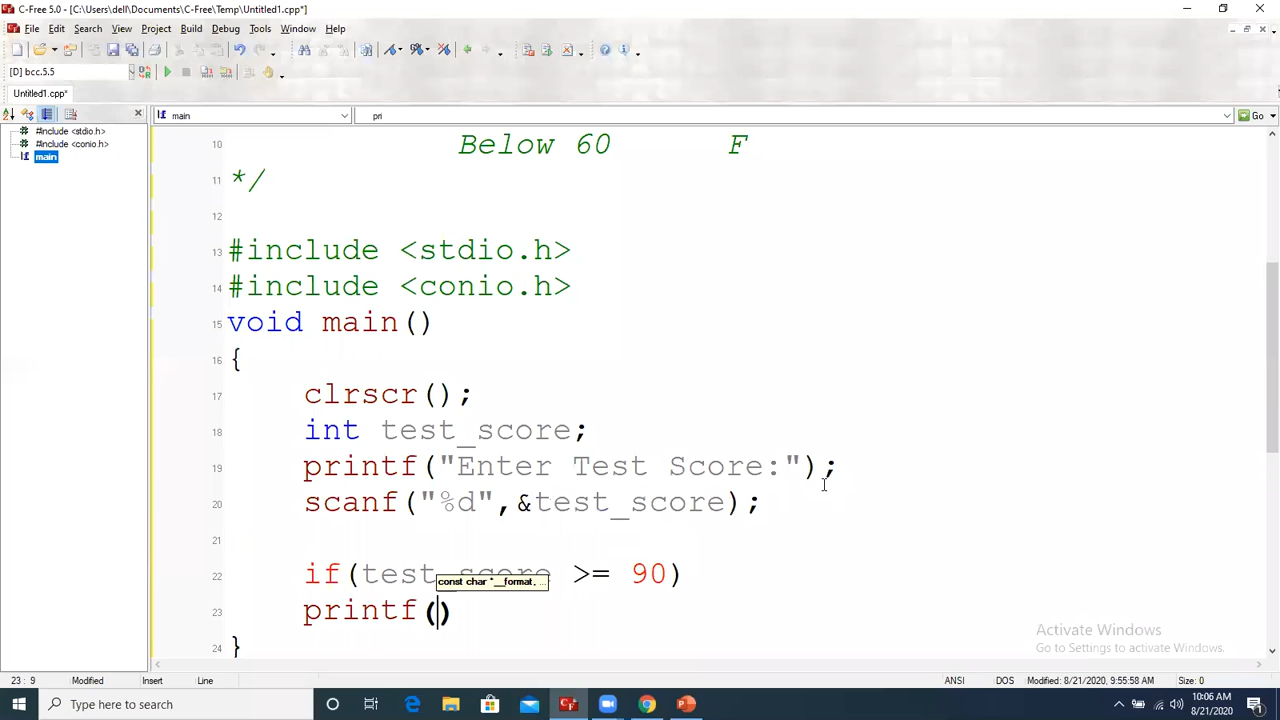 C-Free 5.0 - [C:\Users\dell\Documents\C-Free\Temp\Untitled1.cpp*]
File Edit Search View Project Build Debug Tools Window Help
[D] bcc.5.5
Untitled1.cpp*
main
pri
Go
#include <stdio.h>
#include <conio.h>
main
10 Below 60 F
11 */
12
13 #include <stdio.h>
14 #include <conio.h>
15 void main()
16 {
17 clrscr();
18 int test_score;
19 printf("Enter Test Score:");
20 scanf("%d",&test_score);
21
22 if(test_score >= 90)
const char *__format, ...
23 printf()
24 }
Activate Windows
Go to Settings to activate Windows.
23 : 9 Modified Insert Line ANSI DOS Modified: 8/21/2020, 9:55:58 AM Size: 0
Type here to search
10:06 AM
8/21/2020